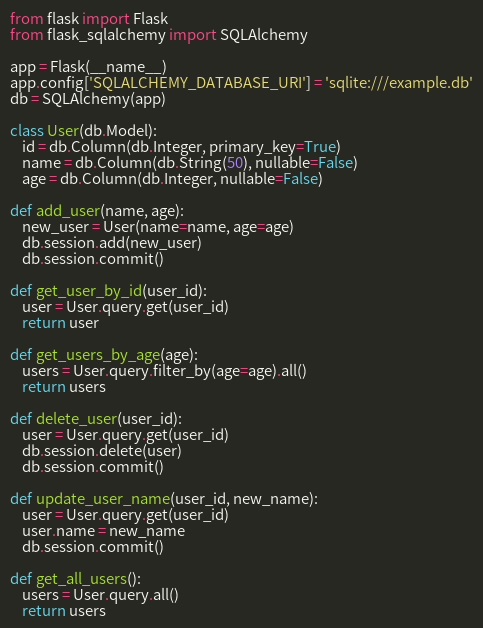 from flask import Flask
from flask_sqlalchemy import SQLAlchemy

app = Flask(__name__)
app.config['SQLALCHEMY_DATABASE_URI'] = 'sqlite:///example.db'
db = SQLAlchemy(app)

class User(db.Model):
    id = db.Column(db.Integer, primary_key=True)
    name = db.Column(db.String(50), nullable=False)
    age = db.Column(db.Integer, nullable=False)

def add_user(name, age):
    new_user = User(name=name, age=age)
    db.session.add(new_user)
    db.session.commit()

def get_user_by_id(user_id):
    user = User.query.get(user_id)
    return user

def get_users_by_age(age):
    users = User.query.filter_by(age=age).all()
    return users

def delete_user(user_id):
    user = User.query.get(user_id)
    db.session.delete(user)
    db.session.commit()

def update_user_name(user_id, new_name):
    user = User.query.get(user_id)
    user.name = new_name
    db.session.commit()

def get_all_users():
    users = User.query.all()
    return users